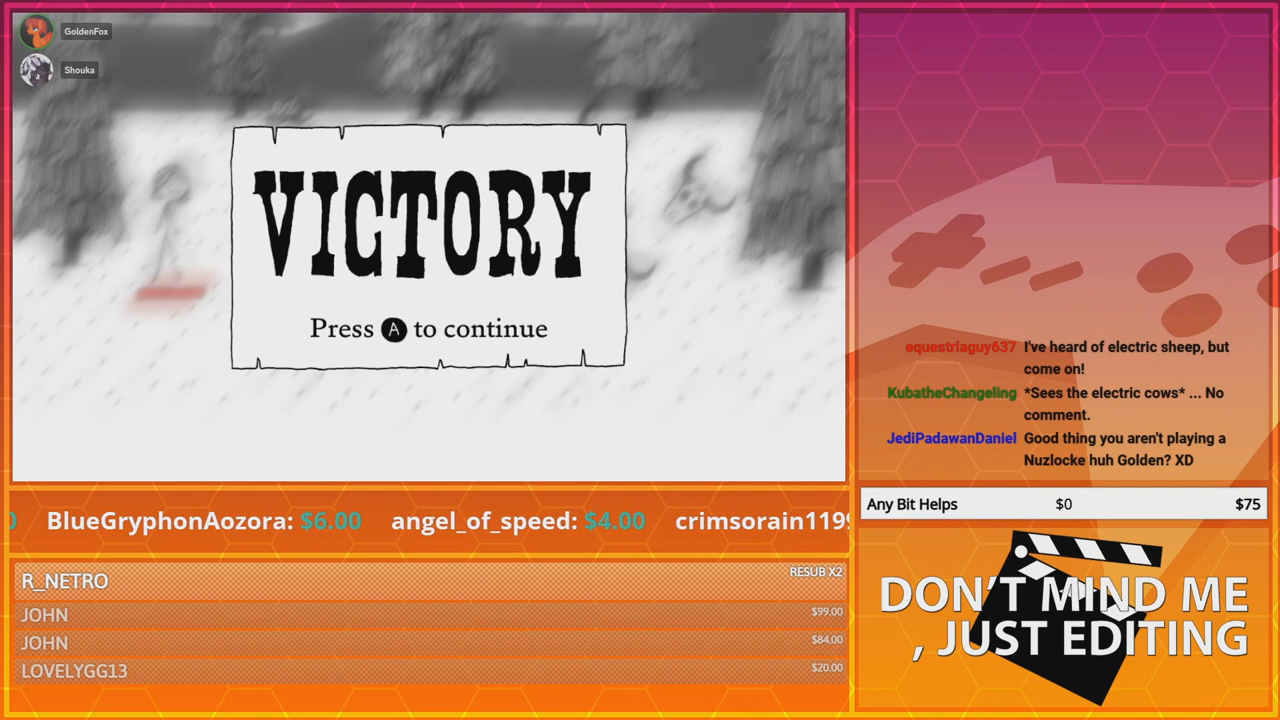 GoldenFox
Shouka
VICTORY
Press A to continue
equestriaguy637 I've heard of electric sheep, but
come on!
KubatheChangeling *Sees the electric cows* ... No
comment.
JediPadawanDaniel Good thing you aren't playing a
Nuzlocke huh Golden? XD
Any Bit Helps $0 $75
0 BlueGryphonAozora: $6.00 angel_of_speed: $4.00 crimsorain119
R_NETRO RESUB X2
JOHN $99.00
JOHN $84.00
LOVELYGG13 $20.00
DON'T MIND ME
, JUST EDITING